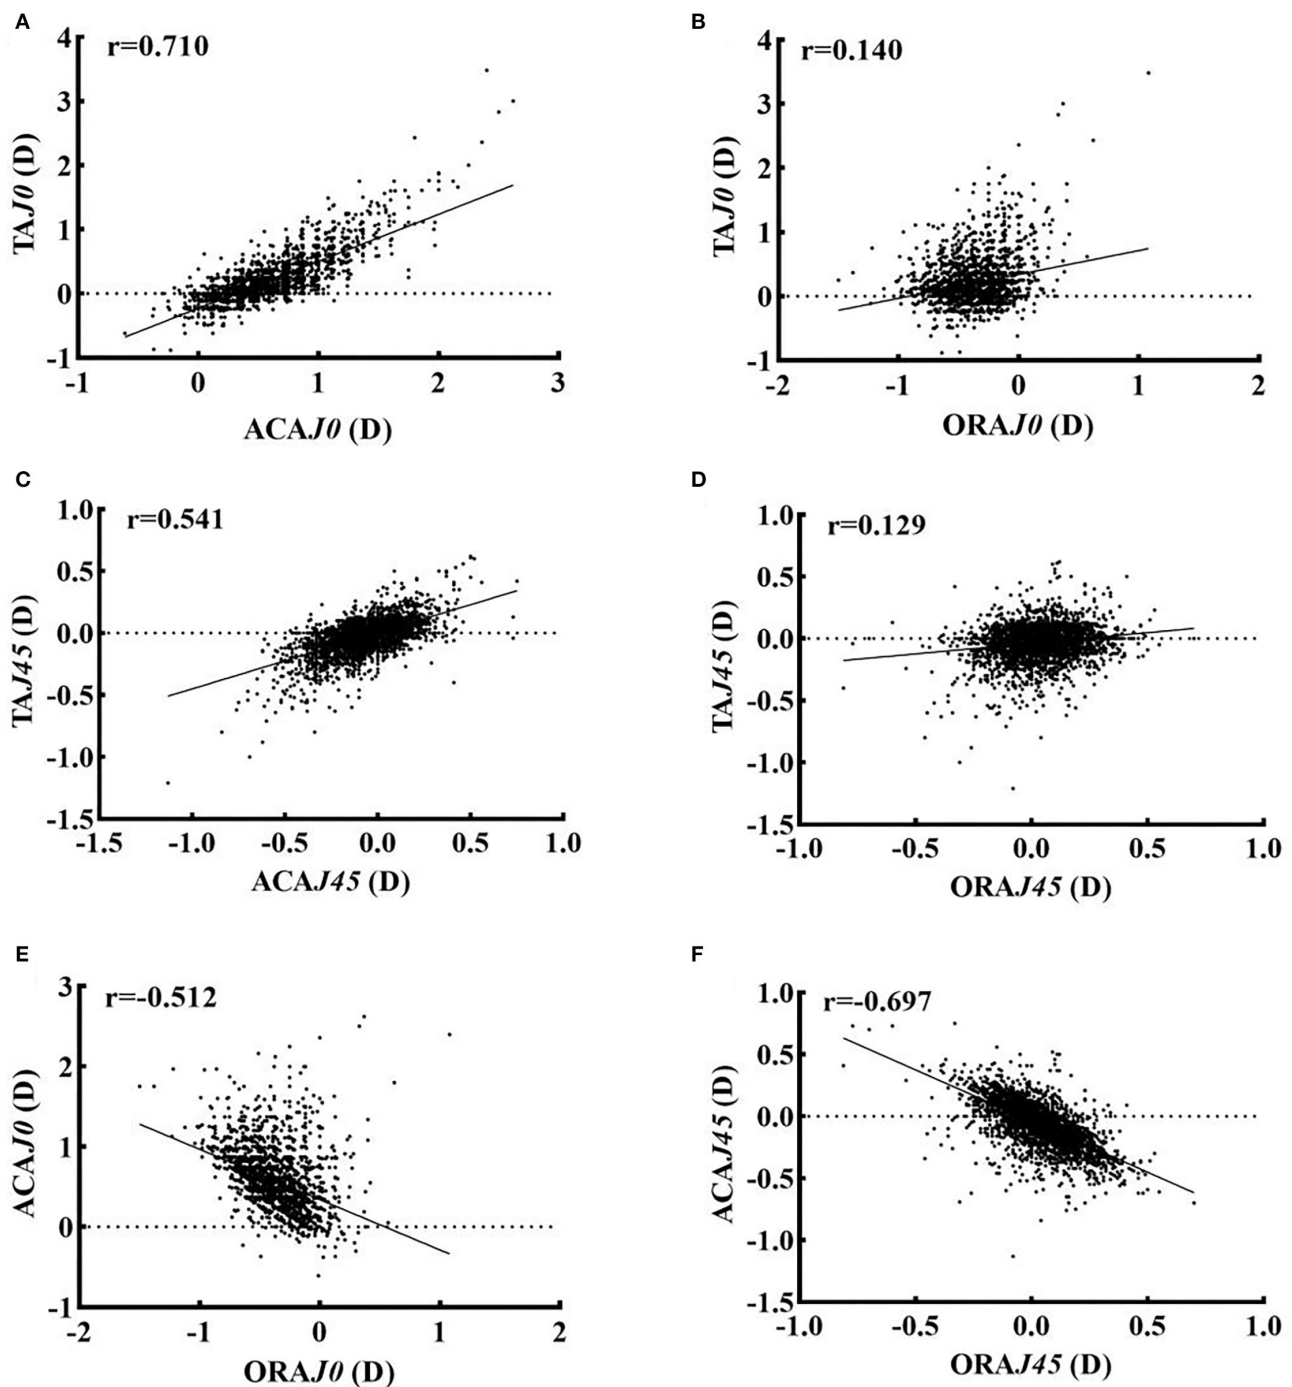 A
r=0.710
4
3
2
1
0
-1
TAJ0 (D)
-1 0 1 2 3
ACAJ0 (D)
B
r=0.140
4
3
2
1
0
-1
TAJ0 (D)
-2 -1 0 1 2
ORAJ0 (D)
C
r=0.541
1.0
0.5
0.0
-0.5
-1.0
-1.5
TAJ45 (D)
-1.5 -1.0 -0.5 0.0 0.5 1.0
ACAJ45 (D)
D
r=0.129
1.0
0.5
0.0
-0.5
-1.0
-1.5
TAJ45 (D)
-1.0 -0.5 0.0 0.5 1.0
ORAJ45 (D)
E
r=-0.512
3
2
1
0
-1
ACAJ0 (D)
-2 -1 0 1 2
ORAJ0 (D)
F
r=-0.697
1.0
0.5
0.0
-0.5
-1.0
-1.5
ACAJ45 (D)
-1.0 -0.5 0.0 0.5 1.0
ORAJ45 (D)